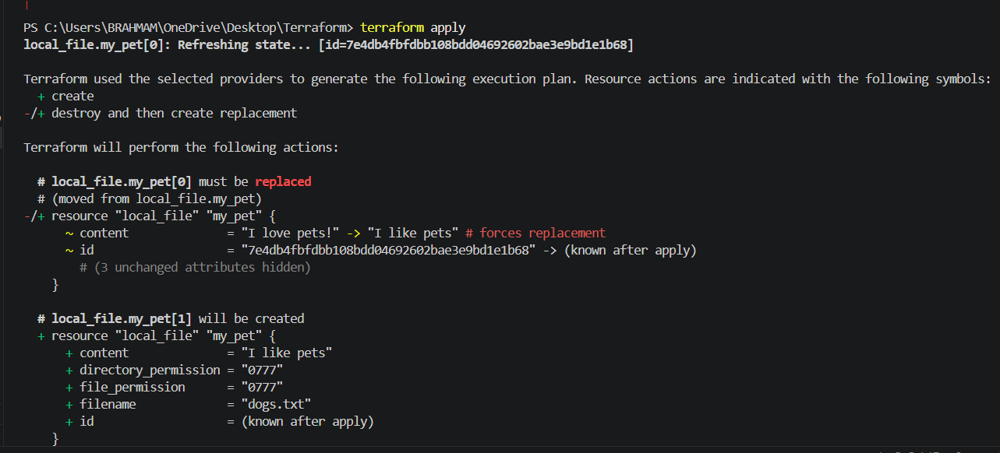 PS C:\Users\BRAHMAM\OneDrive\Desktop\Terraform> terraform apply
local_file.my_pet[0]: Refreshing state... [id=7e4db4fbfdbb108bdd04692602bae3e9bd1e1b68]
Terraform used the selected providers to generate the following execution plan. Resource actions are indicated with the following symbols:
  + create
-/+ destroy and then create replacement
Terraform will perform the following actions:
  # local_file.my_pet[0] must be replaced
  # (moved from local_file.my_pet)
-/+ resource "local_file" "my_pet" {
      ~ content              = "I love pets!" -> "I like pets" # forces replacement
      ~ id                   = "7e4db4fbfdbb108bdd04692602bae3e9bd1e1b68" -> (known after apply)
        # (3 unchanged attributes hidden)
    }
  # local_file.my_pet[1] will be created
  + resource "local_file" "my_pet" {
      + content              = "I like pets"
      + directory_permission = "0777"
      + file_permission      = "0777"
      + filename             = "dogs.txt"
      + id                   = (known after apply)
    }